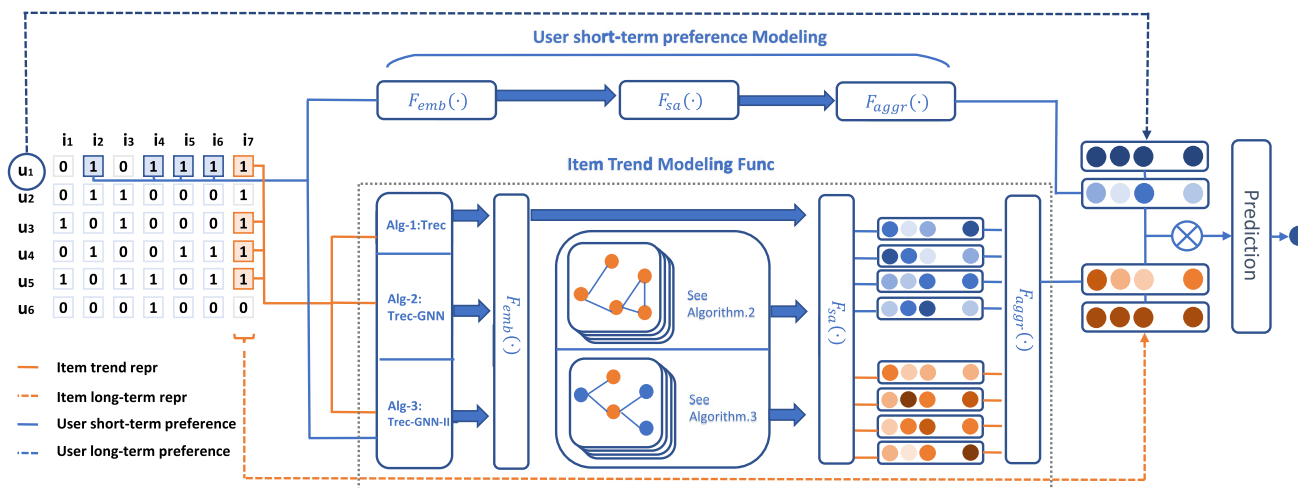 User short-term preference Modeling
F_emb(·)
F_sa(·)
F_aggr(·)
i1 i2 i3 i4 i5 i6 i7
u1 0 1 0 1 1 1 1
u2 0 1 1 0 0 0 1
u3 1 0 1 0 0 0 1
u4 0 1 0 0 1 1 1
u5 1 0 1 1 0 1 1
u6 0 0 0 1 0 0 0
Item Trend Modeling Func
Alg-1:Trec
Alg-2:
Trec-GNN
Alg-3:
Trec-GNN-II
F_emb(·)
See
Algorithm.2
See
Algorithm.3
F_sa(·)
F_aggr(·)
Prediction
Item trend repr
Item long-term repr
User short-term preference
User long-term preference